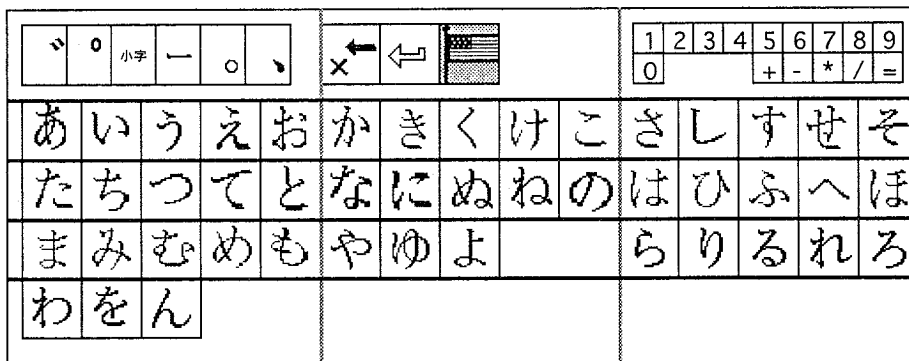 ゛ ゜ 小字 ー 。 、 × 1 2 3 4 5 6 7 8 9
0 + - * / =
あ い う え お か き く け こ さ し す せ そ
た ち つ て と な に ぬ ね の は ひ ふ へ ほ
ま み む め も や ゆ よ ら り る れ ろ
わ を ん